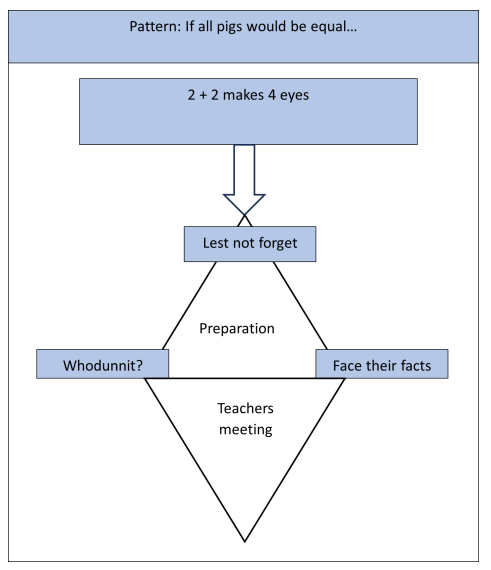 Pattern: If all pigs would be equal…
2 + 2 makes 4 eyes
Lest not forget
Preparation
Whodunnit?
Face their facts
Teachers
meeting